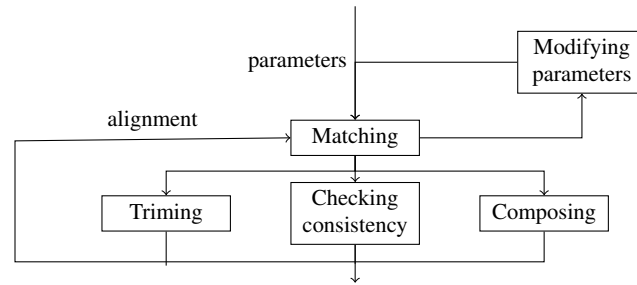 parameters
Modifying
parameters
alignment
Matching
Triming
Checking
consistency
Composing